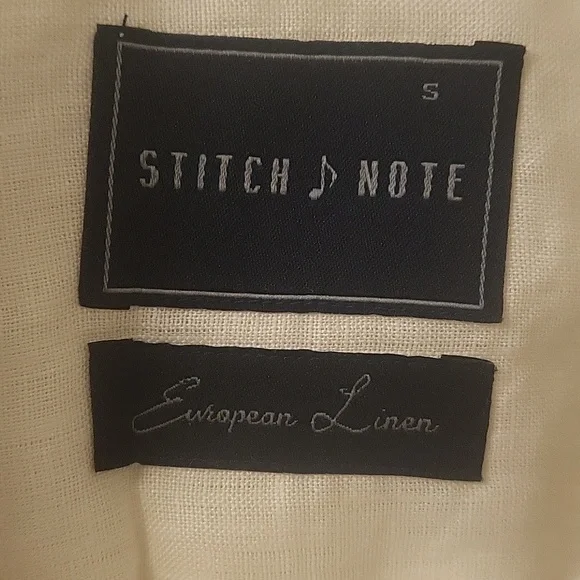 S
STITCH ♪ NOTE
European Linen